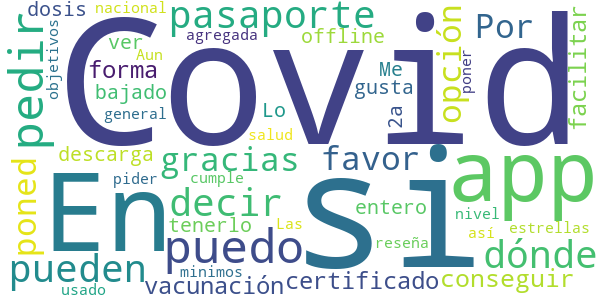 dosis nacional pasaporte Por opción
objetivos pedir ver Aun agregada offline Me poner facilitar
Covid
forma bajado general Lo gusta 2a
poned descarga salud gracias favor app
En pider cumple Si
decir tenerlo Las entero nivel así estrellas
pueden puedo reseña dónde
usado vacunación minimos certificado conseguir